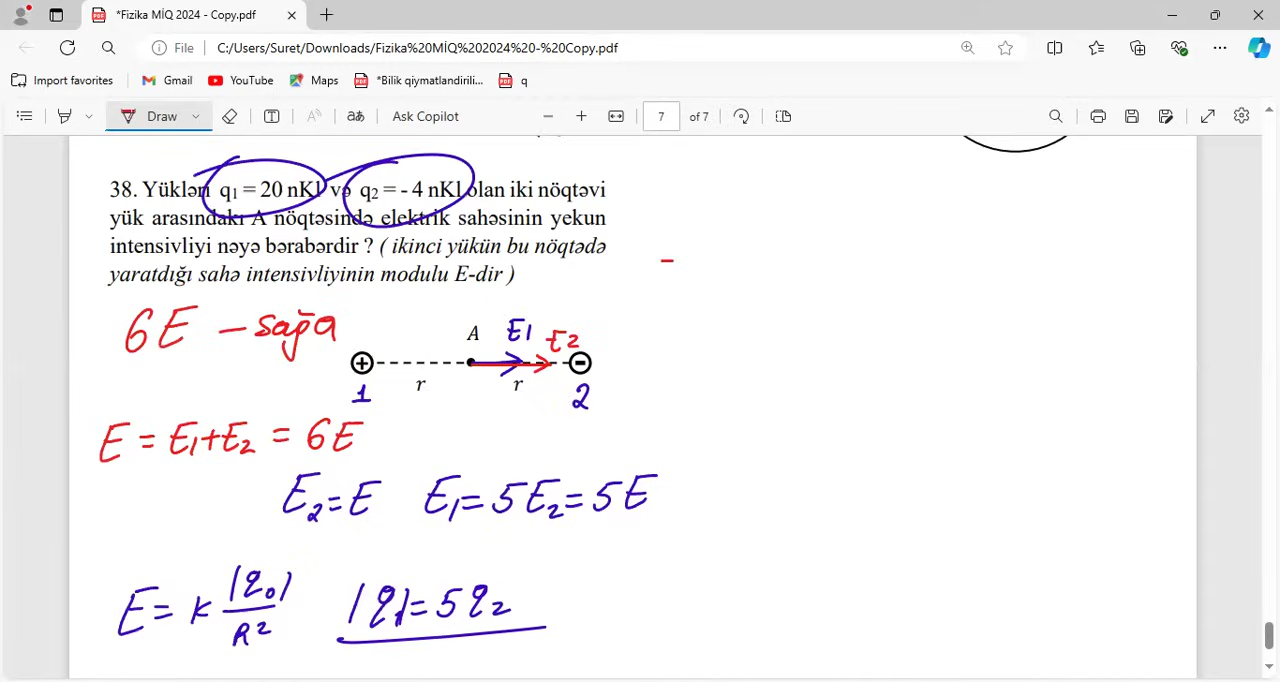 *Fizika MİQ 2024 - Copy.pdf
File C:/Users/Suret/Downloads/Fizika%20MİQ%202024%20-%20Copy.pdf
Import favorites Gmail YouTube Maps *Bilik qiymatlandirili... q
Draw Ask Copilot 7 of 7
38. Yükləri q1 = 20 nKl və q2 = - 4 nKl olan iki nöqtəvi
yük arasındakı A nöqtəsində elektrik sahəsinin yekun
intensivliyi nəyə bərabərdir ? ( ikinci yükün bu nöqtədə
yaratdığı sahə intensivliyinin modulu E-dir )
6E – sağa
A E1 E2
+ -
r r
1 2
E = E1+E2 = 6E
E2=E E1=5E2=5E
E= k |q0| / R2 |q1|=5q2